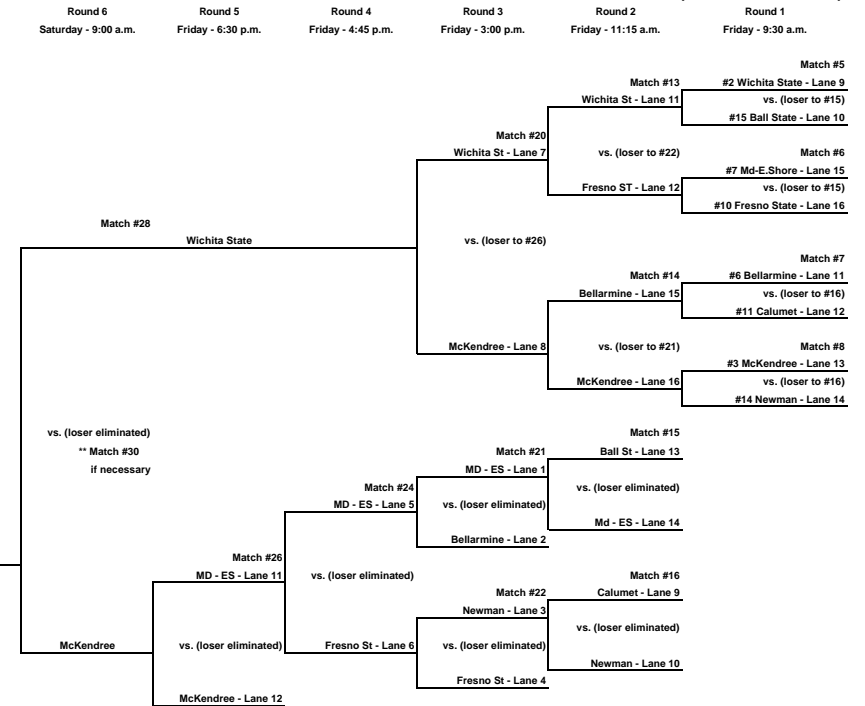 Round 6
Saturday - 9:00 a.m.
Round 5
Friday - 6:30 p.m.
Round 4
Friday - 4:45 p.m.
Round 3
Friday - 3:00 p.m.
Round 2
Friday - 11:15 a.m.
Round 1
Friday - 9:30 a.m.
Match #5
#2 Wichita State - Lane 9
vs. (loser to #15)
#15 Ball State - Lane 10
Match #13
Wichita St - Lane 11
vs. (loser to #22)
Fresno ST - Lane 12
Match #6
#7 Md-E.Shore - Lane 15
vs. (loser to #15)
#10 Fresno State - Lane 16
Match #20
Wichita St - Lane 7
vs. (loser to #26)
McKendree - Lane 8
Match #28
Wichita State
Match #7
#6 Bellarmine - Lane 11
vs. (loser to #16)
#11 Calumet - Lane 12
Match #14
Bellarmine - Lane 15
vs. (loser to #21)
McKendree - Lane 16
Match #8
#3 McKendree - Lane 13
vs. (loser to #16)
#14 Newman - Lane 14
vs. (loser eliminated)
** Match #30
if necessary
Match #15
Ball St - Lane 13
vs. (loser eliminated)
Md - ES - Lane 14
Match #21
MD - ES - Lane 1
vs. (loser eliminated)
Bellarmine - Lane 2
Match #24
MD - ES - Lane 5
vs. (loser eliminated)
Fresno St - Lane 6
Match #26
MD - ES - Lane 11
vs. (loser eliminated)
McKendree - Lane 12
Match #16
Calumet - Lane 9
vs. (loser eliminated)
Newman - Lane 10
Match #22
Newman - Lane 3
vs. (loser eliminated)
Fresno St - Lane 4
McKendree